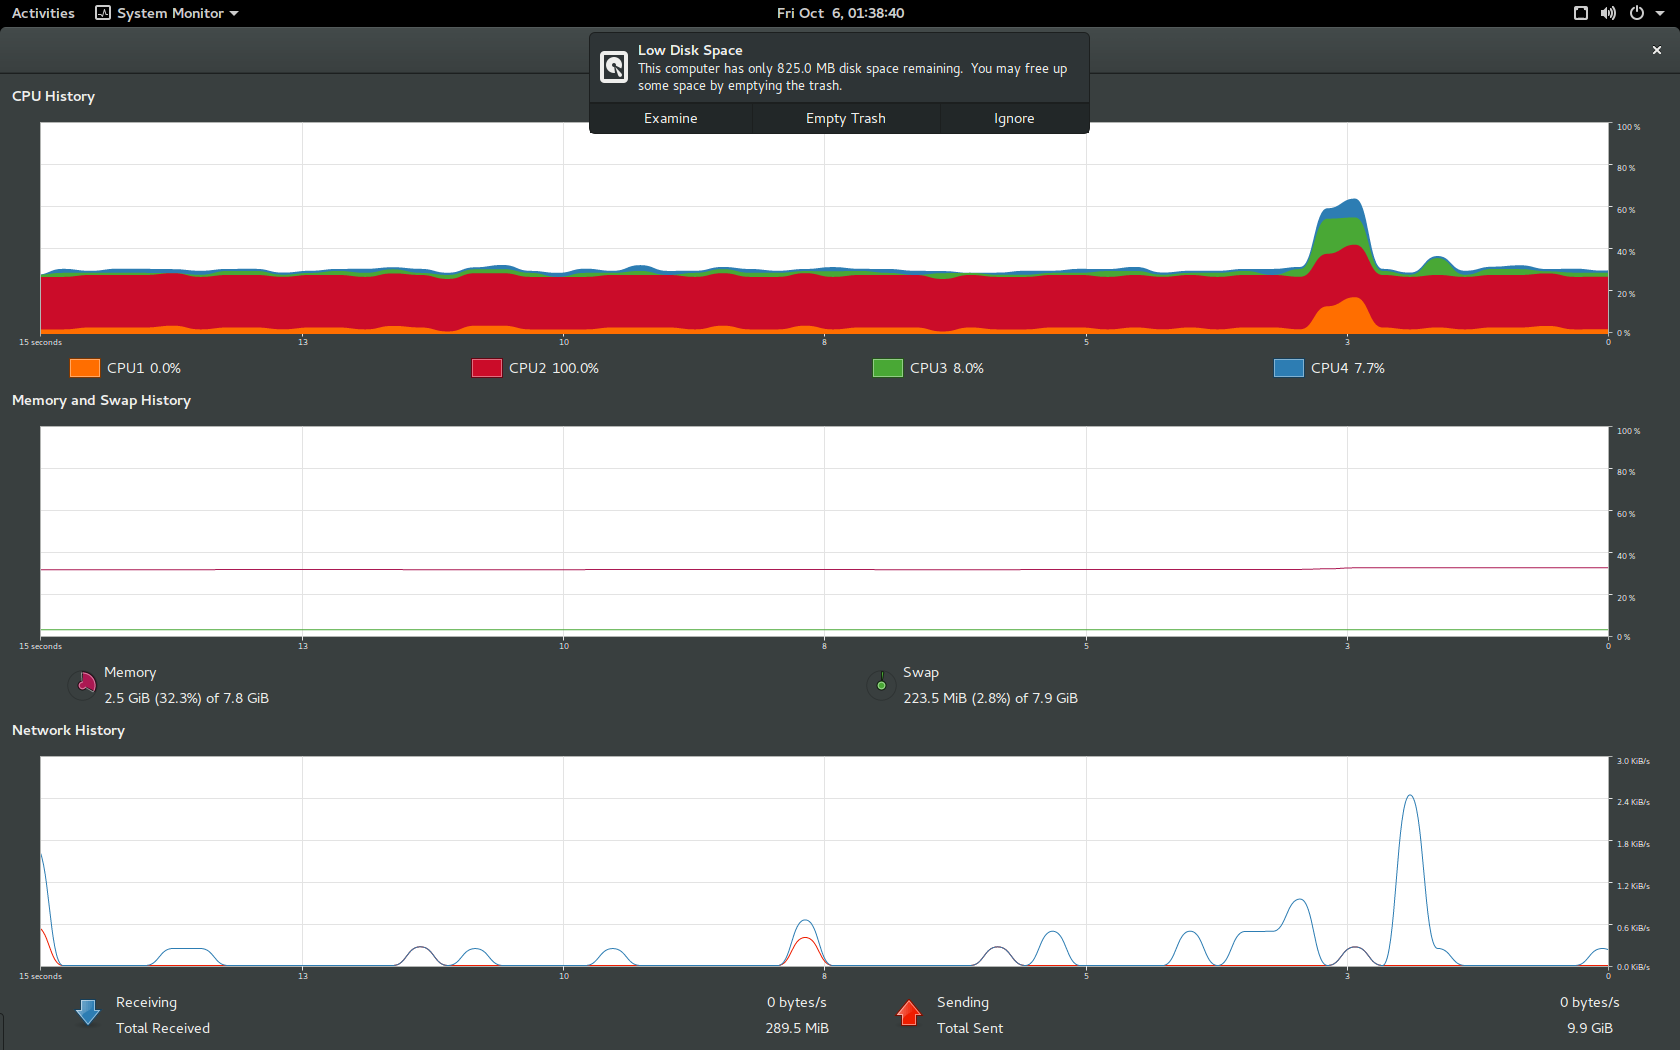 Activities System Monitor Fri Oct 6, 01:38:40
Low Disk Space
This computer has only 825.0 MB disk space remaining. You may free up
some space by emptying the trash.
Examine Empty Trash Ignore
CPU History
100 %
80 %
60 %
40 %
20 %
0 %
15 seconds 13 10 8 5 3 0
CPU1 0.0% CPU2 100.0% CPU3 8.0% CPU4 7.7%
Memory and Swap History
100 %
80 %
60 %
40 %
20 %
0 %
15 seconds 13 10 8 5 3 0
Memory Swap
2.5 GiB (32.3%) of 7.8 GiB 223.5 MiB (2.8%) of 7.9 GiB
Network History
3.0 KiB/s
2.4 KiB/s
1.8 KiB/s
1.2 KiB/s
0.6 KiB/s
0.0 KiB/s
15 seconds 13 10 8 5 3 0
Receiving 0 bytes/s Sending 0 bytes/s
Total Received 289.5 MiB Total Sent 9.9 GiB